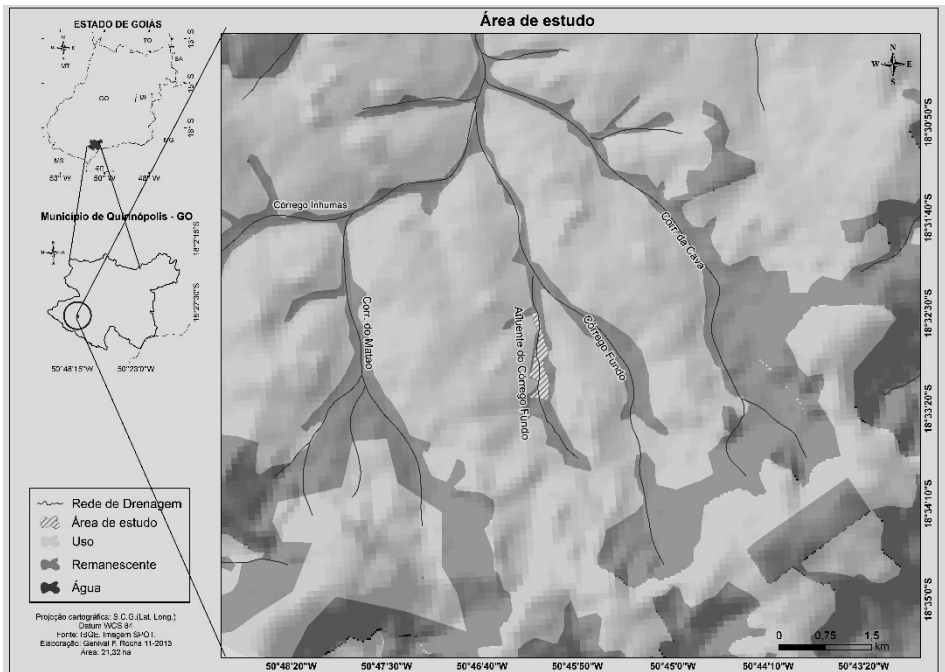 Área de estudo
ESTADO DE GOIÁS
TO
BA
MT
GO
DF
MG
MS
13° S
15° S
18° S
53° W 50° W 48° W
Município de Quirinópolis - GO
18°2'15"S
18°27'30"S
50°48'15"W 50°23'0"W
Rede de Drenagem
Área de estudo
Uso
Remanescente
Água
Projeção cartográfica: S.C.G.(Lat. Long.)
Datum WGS 84
Fonte: IBGE, Imagem SPOT.
Elaboração: Genival F. Rocha 11-2013
Área: 21,32 ha
N
W E
S
Córrego Inhumas
Corr. do Matão
Afluente do Córrego Fundo
Córrego Fundo
Corr. da Cava
18°30'50"S
18°31'40"S
18°32'30"S
18°33'20"S
18°34'10"S
18°35'0"S
0 0,75 1,5
km
50°48'20"W 50°47'30"W 50°46'40"W 50°45'50"W 50°45'0"W 50°44'10"W 50°43'20"W